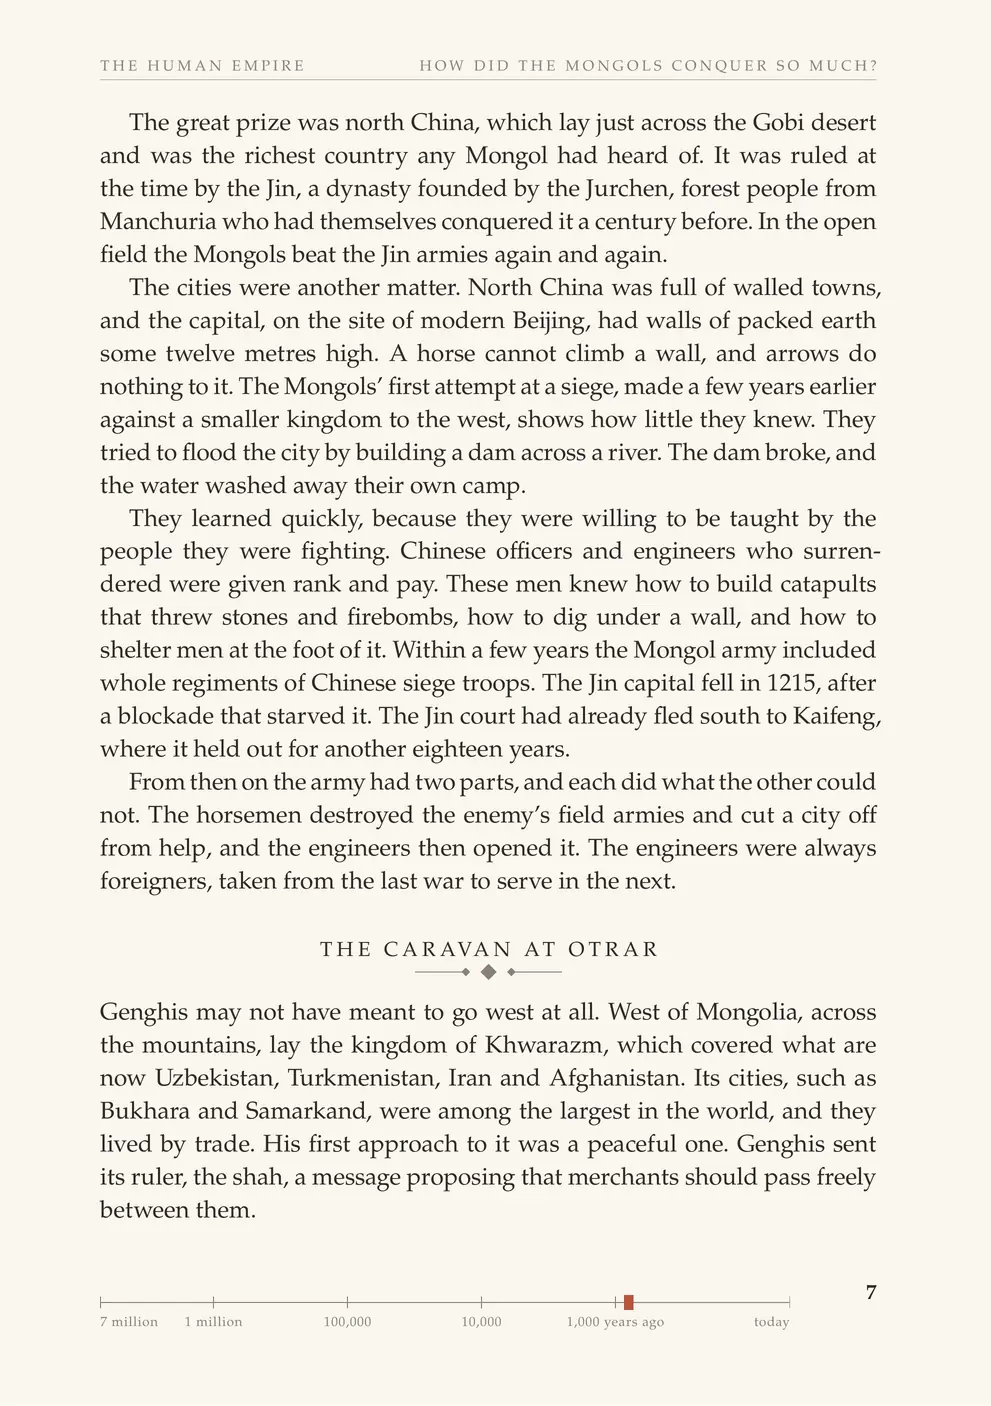 THE HUMAN EMPIRE
HOW DID THE MONGOLS CONQUER SO MUCH?
The great prize was north China, which lay just across the Gobi desert
and was the richest country any Mongol had heard of. It was ruled at
the time by the Jin, a dynasty founded by the Jurchen, forest people from
Manchuria who had themselves conquered it a century before. In the open
field the Mongols beat the Jin armies again and again.
The cities were another matter. North China was full of walled towns,
and the capital, on the site of modern Beijing, had walls of packed earth
some twelve metres high. A horse cannot climb a wall, and arrows do
nothing to it. The Mongols’ first attempt at a siege, made a few years earlier
against a smaller kingdom to the west, shows how little they knew. They
tried to flood the city by building a dam across a river. The dam broke, and
the water washed away their own camp.
They learned quickly, because they were willing to be taught by the
people they were fighting. Chinese officers and engineers who surren-
dered were given rank and pay. These men knew how to build catapults
that threw stones and firebombs, how to dig under a wall, and how to
shelter men at the foot of it. Within a few years the Mongol army included
whole regiments of Chinese siege troops. The Jin capital fell in 1215, after
a blockade that starved it. The Jin court had already fled south to Kaifeng,
where it held out for another eighteen years.
From then on the army had two parts, and each did what the other could
not. The horsemen destroyed the enemy’s field armies and cut a city off
from help, and the engineers then opened it. The engineers were always
foreigners, taken from the last war to serve in the next.
THE CARAVAN AT OTRAR
Genghis may not have meant to go west at all. West of Mongolia, across
the mountains, lay the kingdom of Khwarazm, which covered what are
now Uzbekistan, Turkmenistan, Iran and Afghanistan. Its cities, such as
Bukhara and Samarkand, were among the largest in the world, and they
lived by trade. His first approach to it was a peaceful one. Genghis sent
its ruler, the shah, a message proposing that merchants should pass freely
between them.
7
7 million
1 million
100,000
10,000
1,000 years ago
today